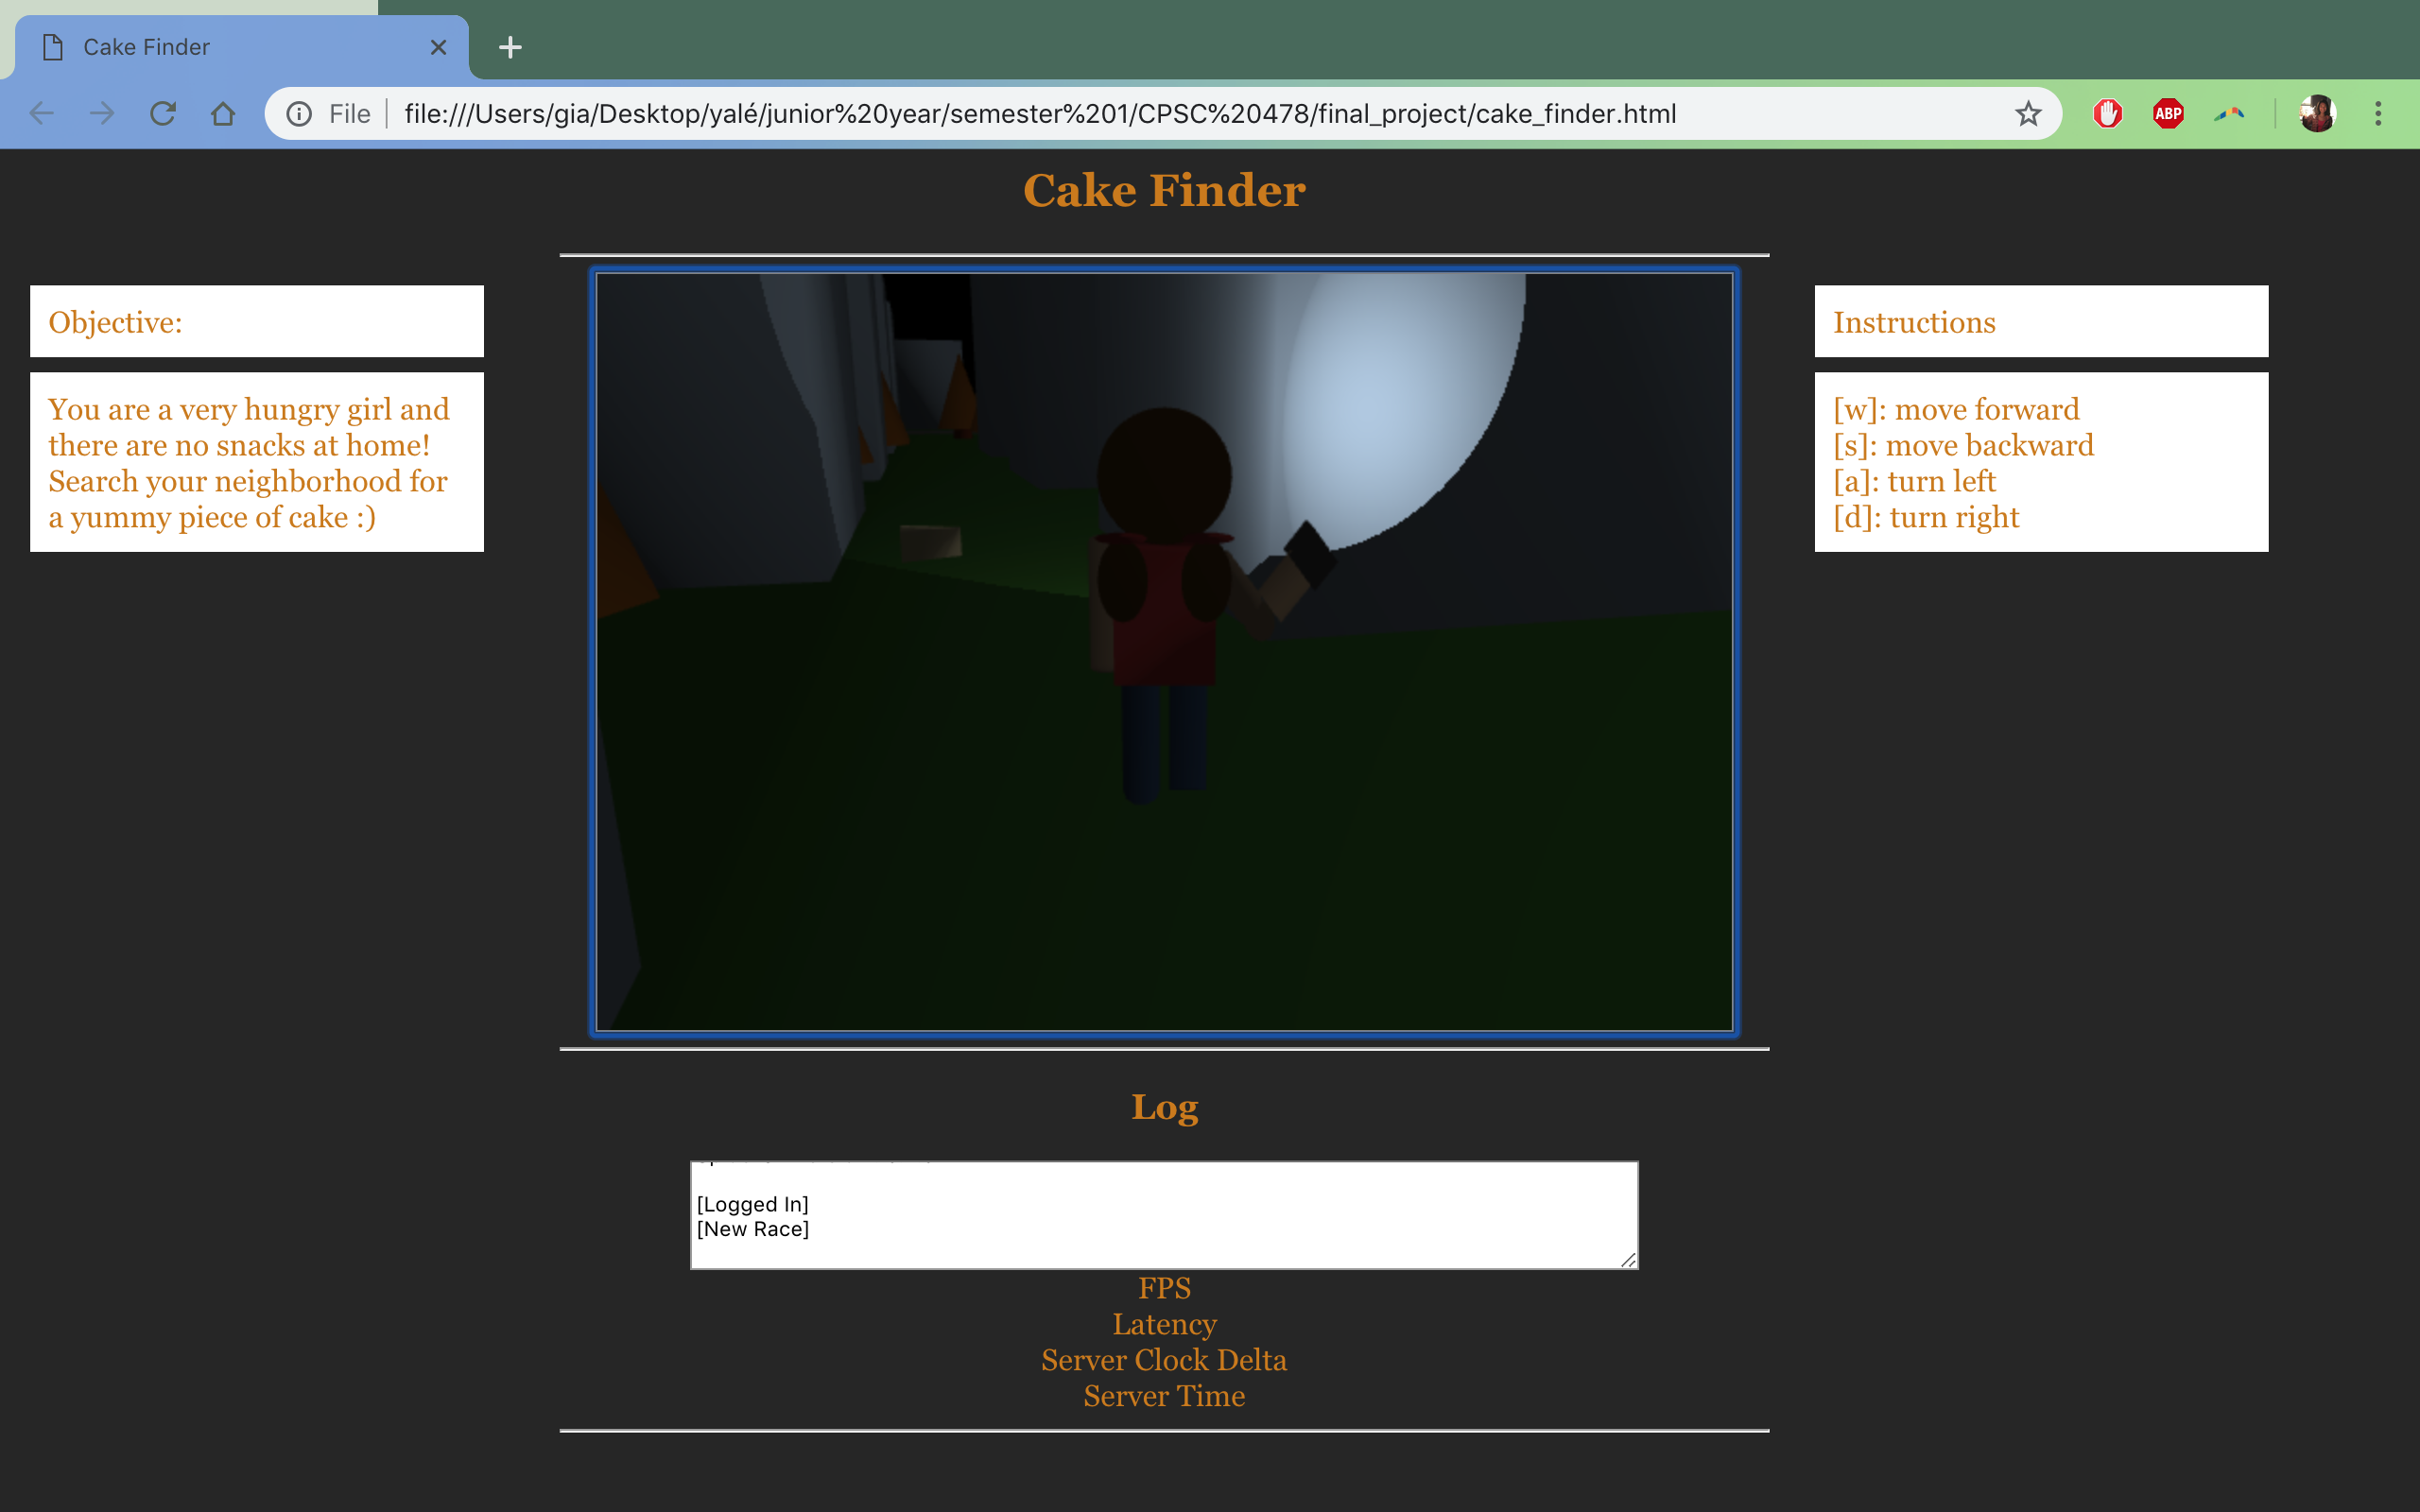 Cake Finder
File
file:///Users/gia/Desktop/yalé/junior%20year/semester%201/CPSC%20478/final_project/cake_finder.html
ABP
Cake Finder
Objective:
You are a very hungry girl and
there are no snacks at home!
Search your neighborhood for
a yummy piece of cake :)
Instructions
[w]: move forward
[s]: move backward
[a]: turn left
[d]: turn right
Log
[Logged In]
[New Race]
FPS
Latency
Server Clock Delta
Server Time